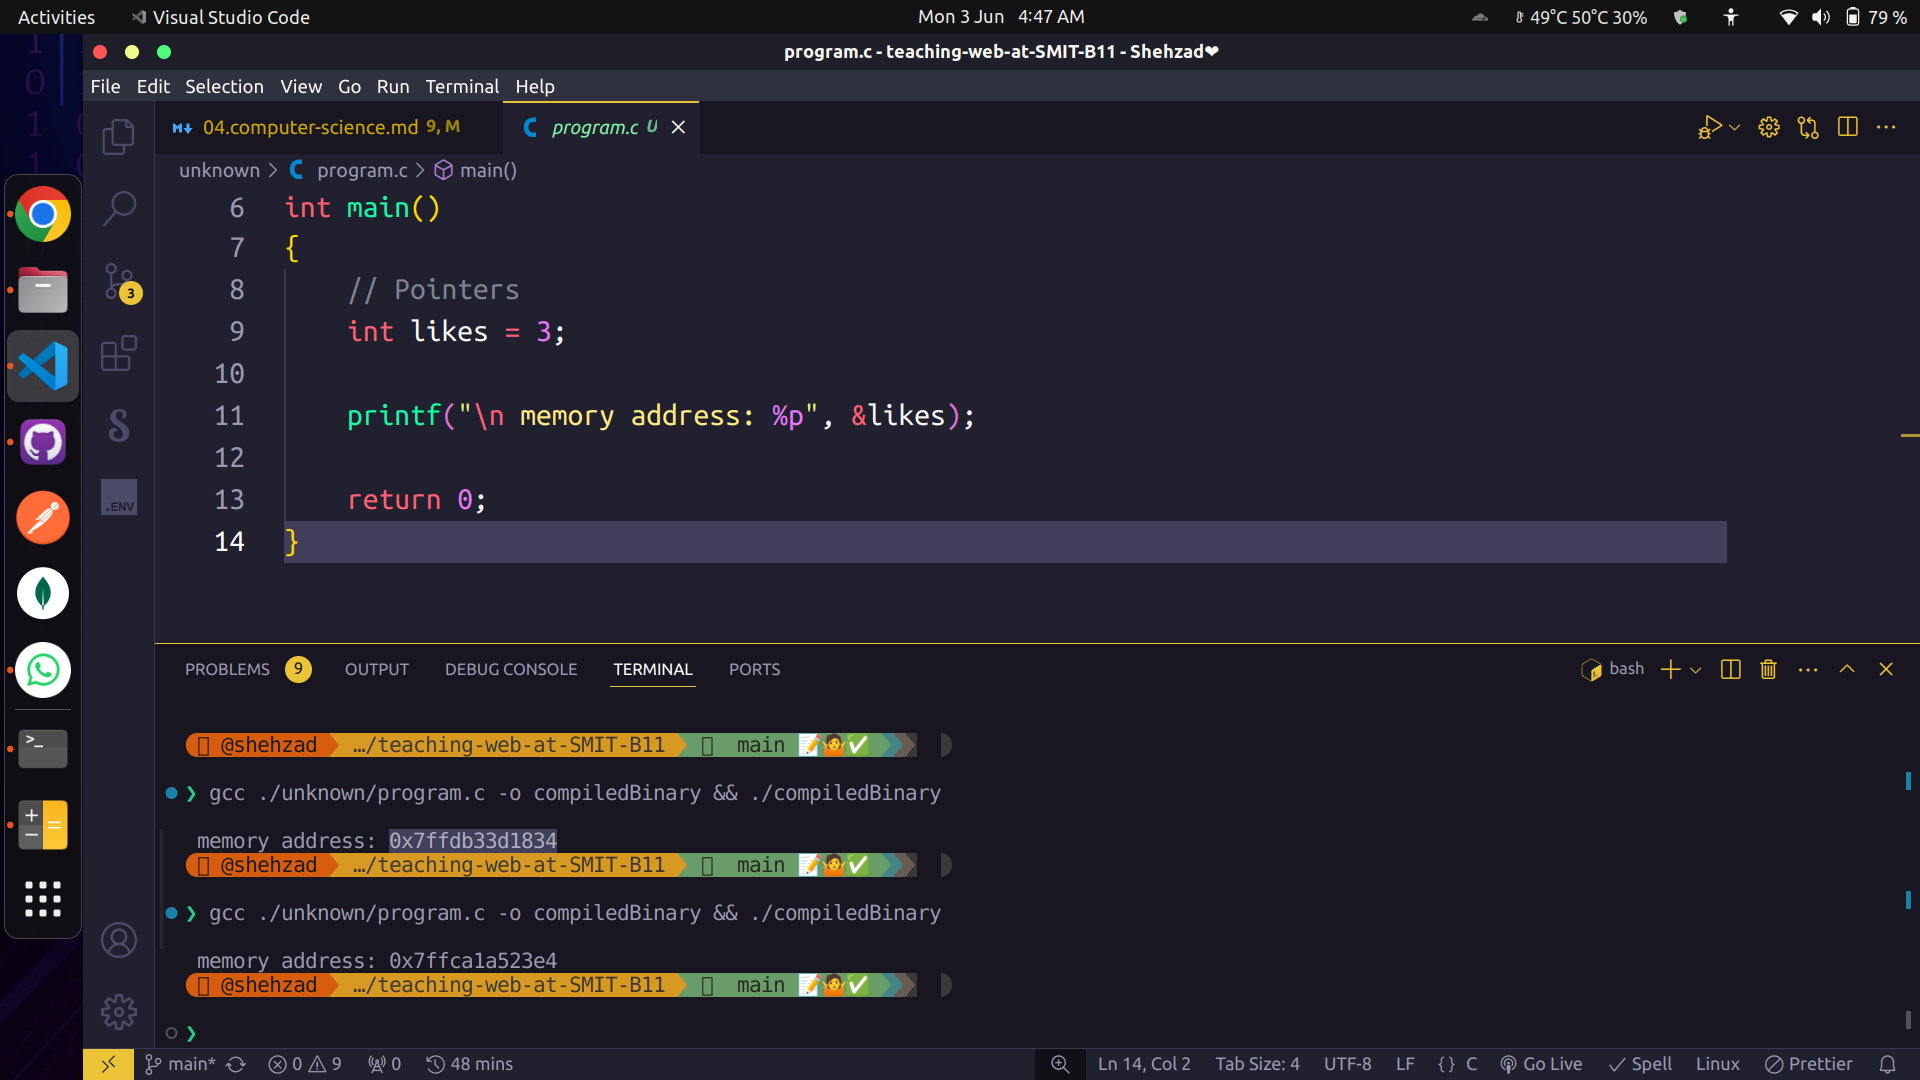 Activities Visual Studio Code Mon 3 Jun 4:47 AM 49°C 50°C 30% 79 %
program.c - teaching-web-at-SMIT-B11 - Shehzad❤
File Edit Selection View Go Run Terminal Help
04.computer-science.md 9, M program.c U
unknown > program.c > main()
6 int main()
7 {
8 // Pointers
9 int likes = 3;
10
11 printf("\n memory address: %p", &likes);
12
13 return 0;
14 }
3
.ENV
PROBLEMS 9 OUTPUT DEBUG CONSOLE TERMINAL PORTS bash
@shehzad …/teaching-web-at-SMIT-B11 main 📝🤷✅
❯ gcc ./unknown/program.c -o compiledBinary && ./compiledBinary
memory address: 0x7ffdb33d1834
@shehzad …/teaching-web-at-SMIT-B11 main 📝🤷✅
❯ gcc ./unknown/program.c -o compiledBinary && ./compiledBinary
memory address: 0x7ffca1a523e4
@shehzad …/teaching-web-at-SMIT-B11 main 📝🤷✅
❯
main* 0 9 0 48 mins Ln 14, Col 2 Tab Size: 4 UTF-8 LF {} C Go Live Spell Linux Prettier